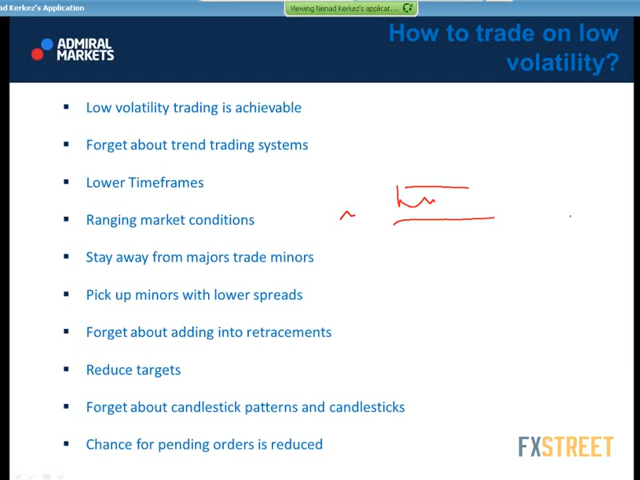 ad Kerkez's Application
Viewing Nenad Kerkez's applicat...
ADMIRAL
MARKETS
How to trade on low
volatility?
Low volatility trading is achievable
Forget about trend trading systems
Lower Timeframes
Ranging market conditions
Stay away from majors trade minors
Pick up minors with lower spreads
Forget about adding into retracements
Reduce targets
Forget about candlestick patterns and candlesticks
Chance for pending orders is reduced
FXSTREET